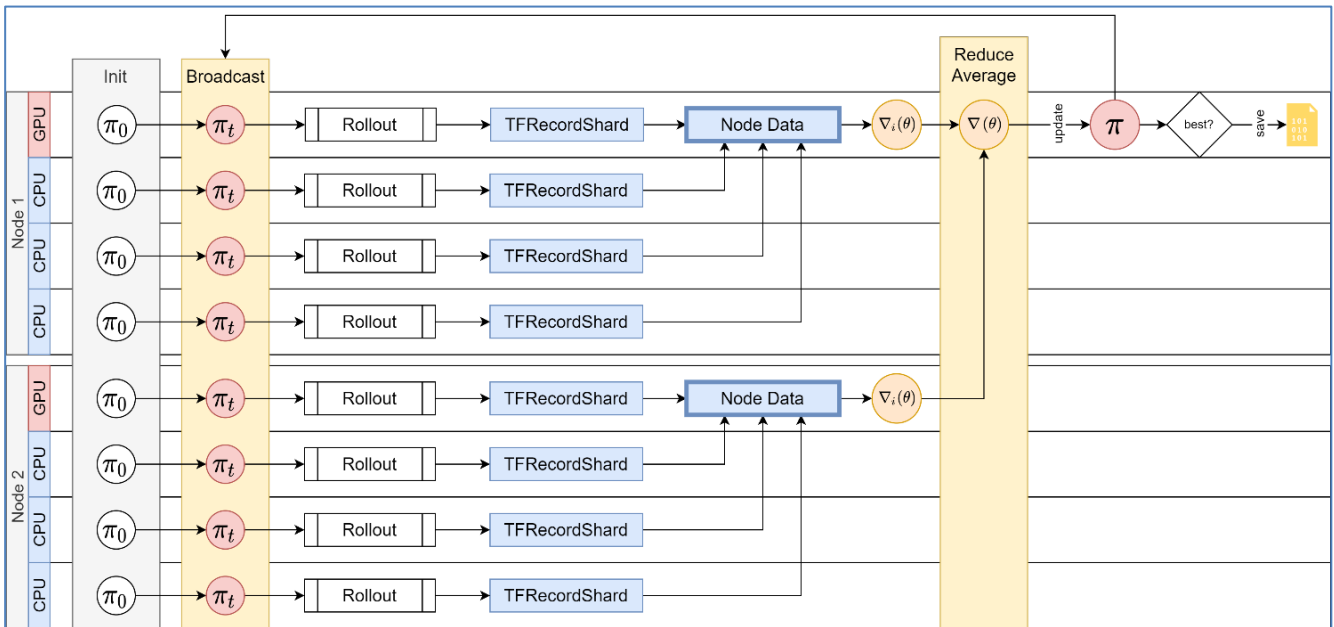 Init
Broadcast
Reduce
Average
Node 1
GPU
π₀
πₜ
Rollout
TFRecordShard
Node Data
∇ᵢ(θ)
∇(θ)
update
π
best?
save
101
010
101
CPU
π₀
πₜ
Rollout
TFRecordShard
CPU
π₀
πₜ
Rollout
TFRecordShard
CPU
π₀
πₜ
Rollout
TFRecordShard
Node 2
GPU
π₀
πₜ
Rollout
TFRecordShard
Node Data
∇ᵢ(θ)
CPU
π₀
πₜ
Rollout
TFRecordShard
CPU
π₀
πₜ
Rollout
TFRecordShard
CPU
π₀
πₜ
Rollout
TFRecordShard